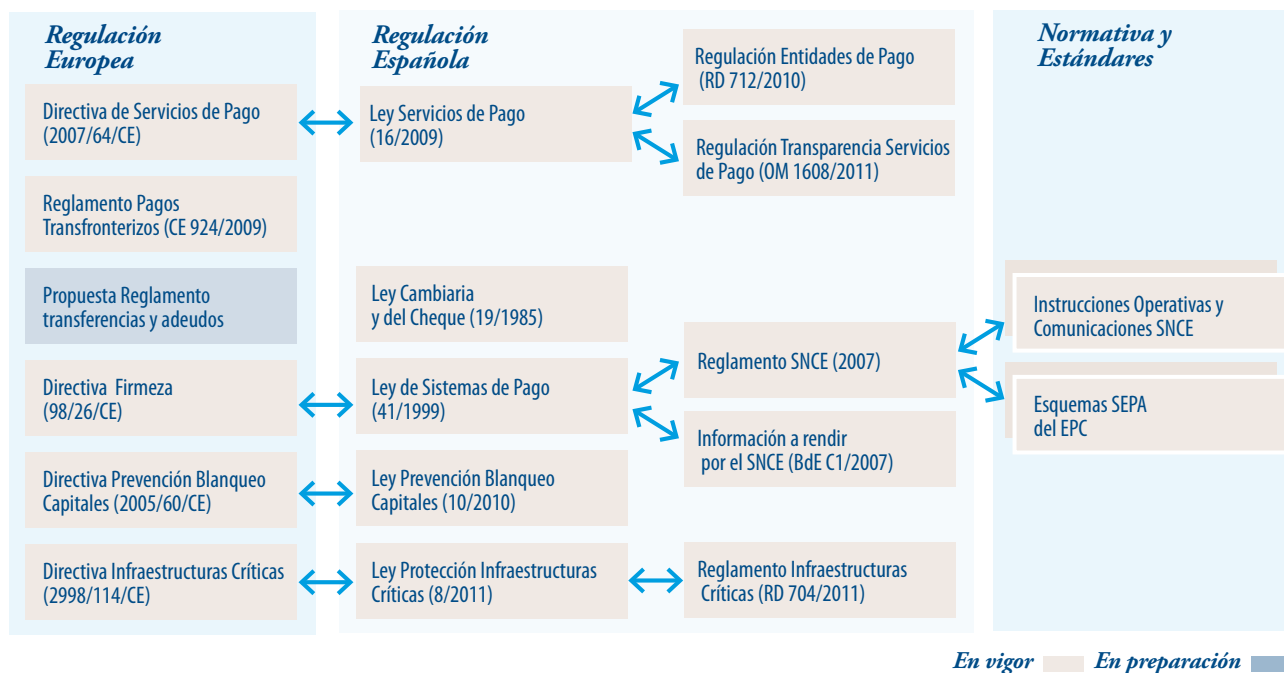 Regulación
Europea
Directiva de Servicios de Pago
(2007/64/CE)
Reglamento Pagos
Transfronterizos (CE 924/2009)
Propuesta Reglamento
transferencias y adeudos
Directiva Firmeza
(98/26/CE)
Directiva Prevención Blanqueo
Capitales (2005/60/CE)
Directiva Infraestructuras Críticas
(2998/114/CE)
Regulación
Española
Ley Servicios de Pago
(16/2009)
Ley Cambiaria
y del Cheque (19/1985)
Ley de Sistemas de Pago
(41/1999)
Ley Prevención Blanqueo
Capitales (10/2010)
Ley Protección Infraestructuras
Críticas (8/2011)
Regulación Entidades de Pago
(RD 712/2010)
Regulación Transparencia Servicios
de Pago (OM 1608/2011)
Reglamento SNCE (2007)
Información a rendir
por el SNCE (BdE C1/2007)
Reglamento Infraestructuras
Críticas (RD 704/2011)
Normativa y
Estándares
Instrucciones Operativas y
Comunicaciones SNCE
Esquemas SEPA
del EPC
En vigor
En preparación